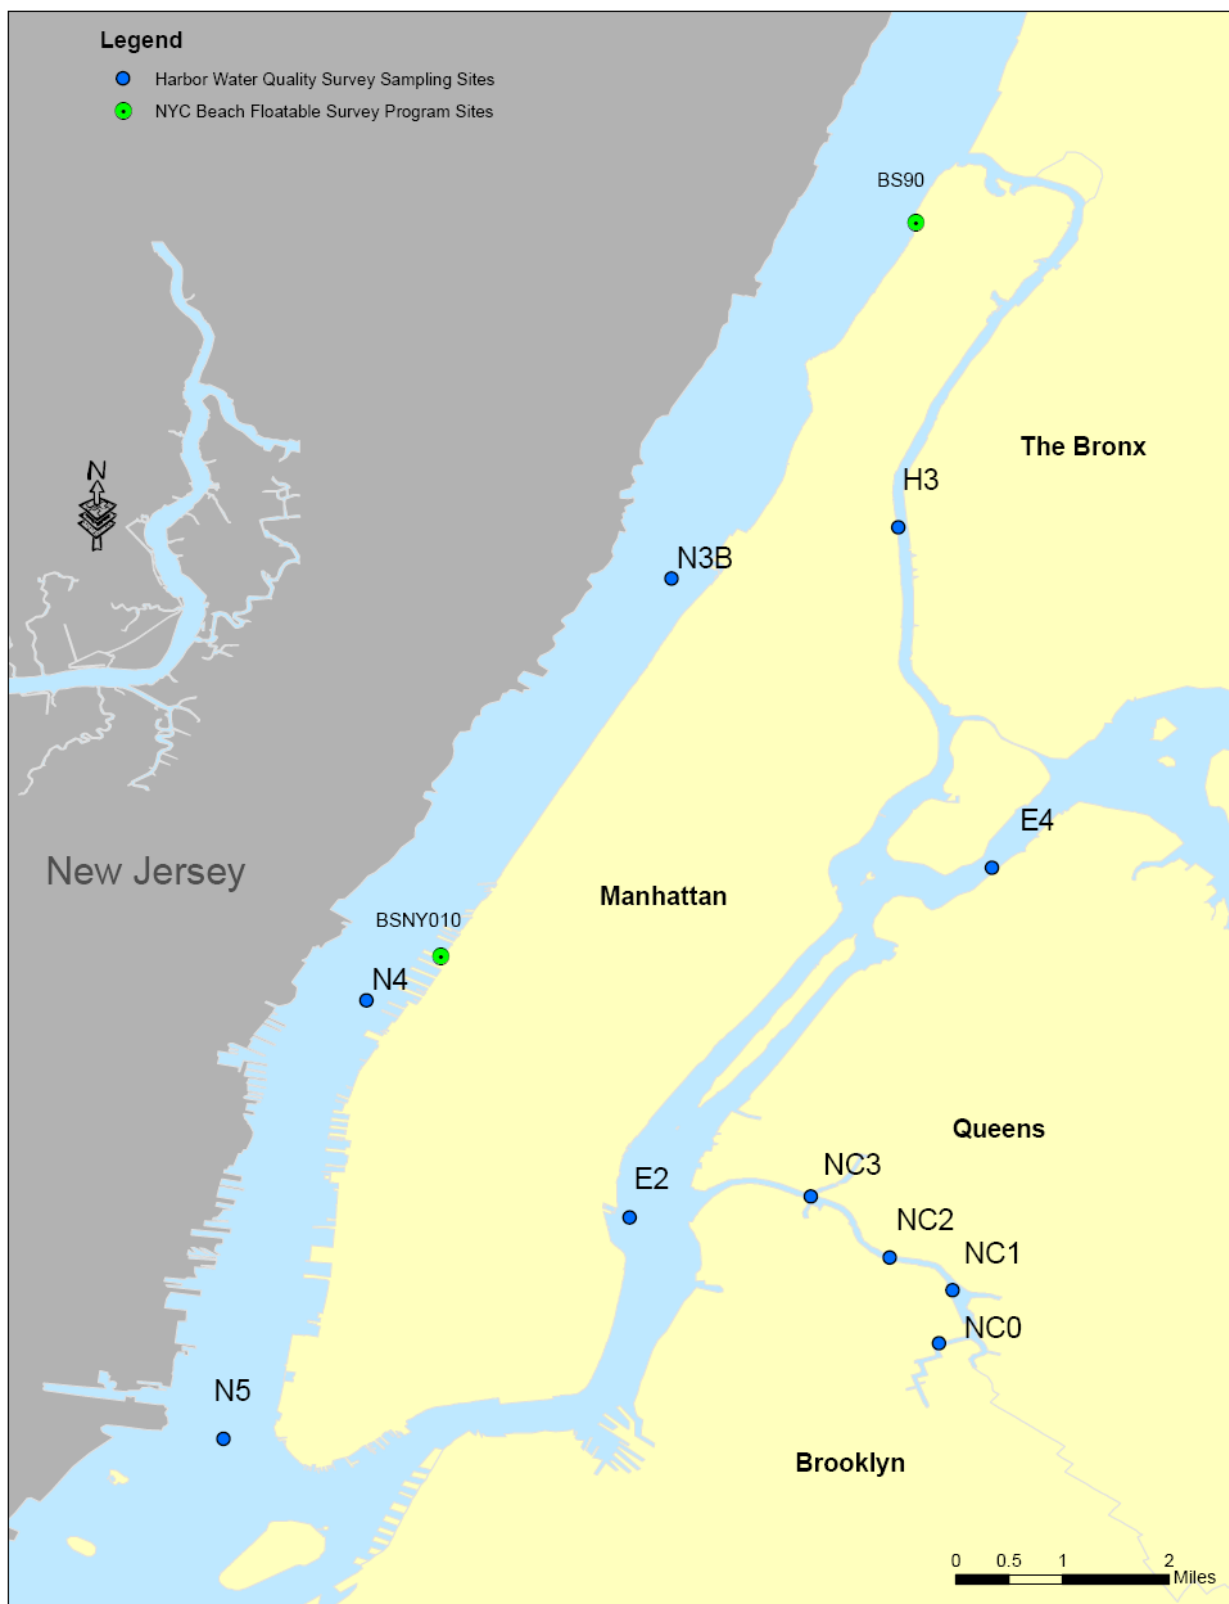 Legend
Harbor Water Quality Survey Sampling Sites
NYC Beach Floatable Survey Program Sites
BS90
The Bronx
H3
N
N3B
E4
New Jersey
Manhattan
BSNY010
N4
Queens
NC3
E2
NC2
NC1
NC0
N5
Brooklyn
0 0.5 1 2
Miles